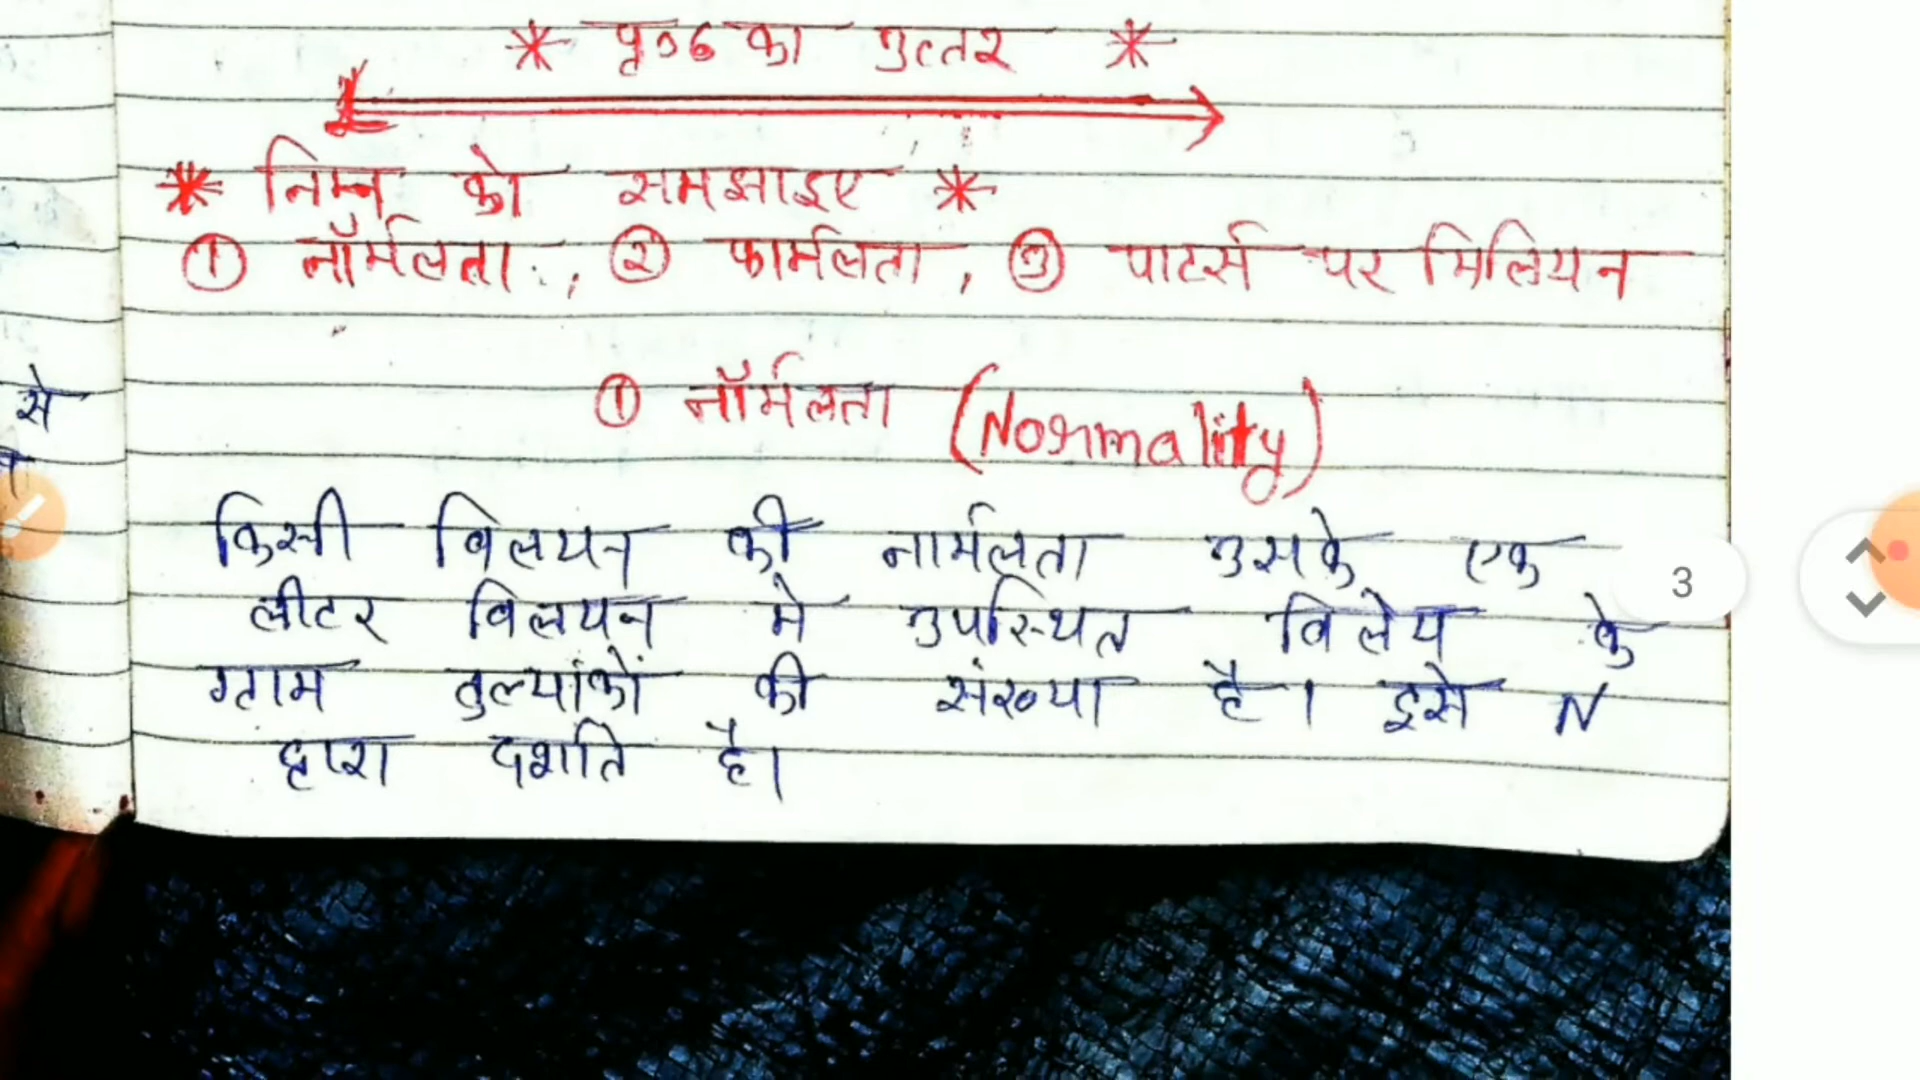 * प्र०6 का उत्तर *
* निम्न को समझाइए *
① नॉर्मलता , ② फार्मलता , ③ पार्ट्स पर मिलियन
① नॉर्मलता (Normality)
से
किसी विलयन की नार्मलता उसके एक
लीटर विलयन मे उपस्थित विलेय के
ग्राम तुल्यांकों की संख्या है। इसे N
द्वारा दर्शाते है।
3